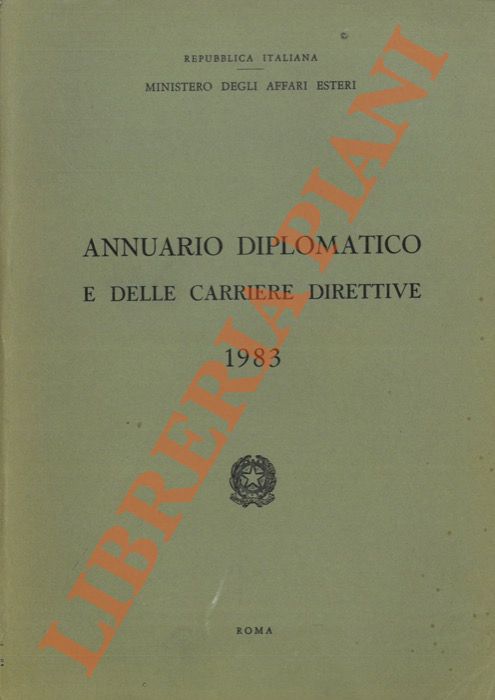 REPUBBLICA ITALIANA
MINISTERO DEGLI AFFARI ESTERI
ANNUARIO DIPLOMATICO
E DELLE CARRIERE DIRETTIVE
1983
ROMA
LIBRERIA PIANI